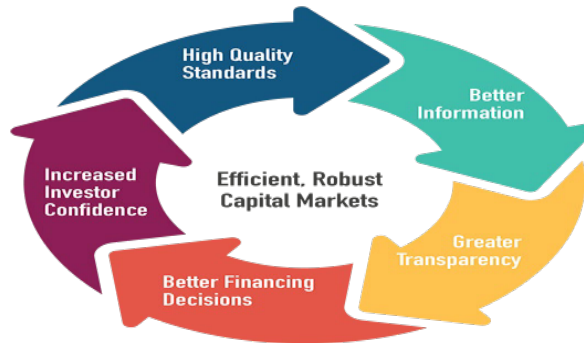 High Quality
Standards
Better
Information
Greater
Transparency
Better Financing
Decisions
Increased
Investor
Confidence
Efficient, Robust
Capital Markets